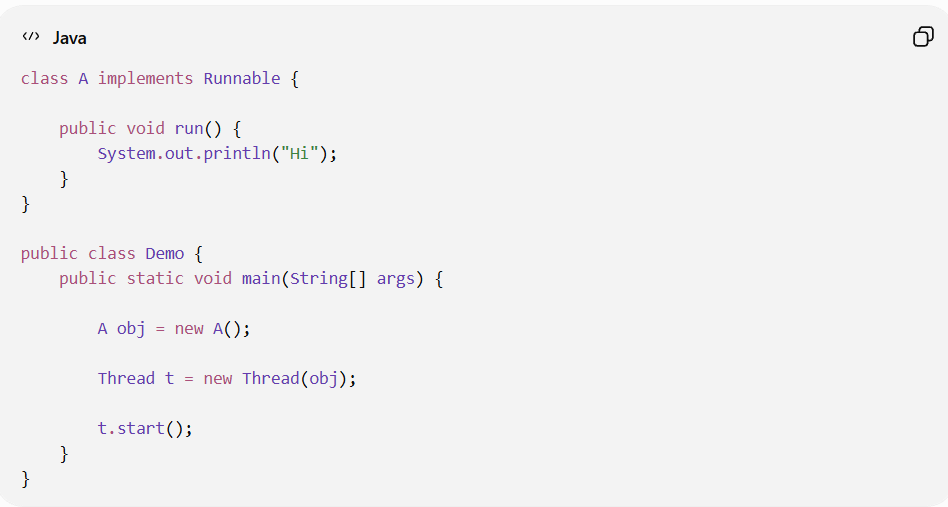 </> Java
class A implements Runnable {
    public void run() {
        System.out.println("Hi");
    }
}
public class Demo {
    public static void main(String[] args) {
        A obj = new A();
        Thread t = new Thread(obj);
        t.start();
    }
}